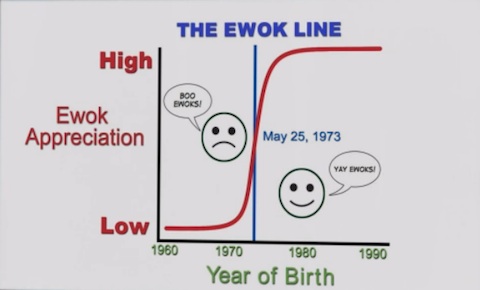 THE EWOK LINE
High
BOO
EWOKS!
Ewok
Appreciation
May 25, 1973
YAY EWOKS!
Low
1960 1970 1980 1990
Year of Birth